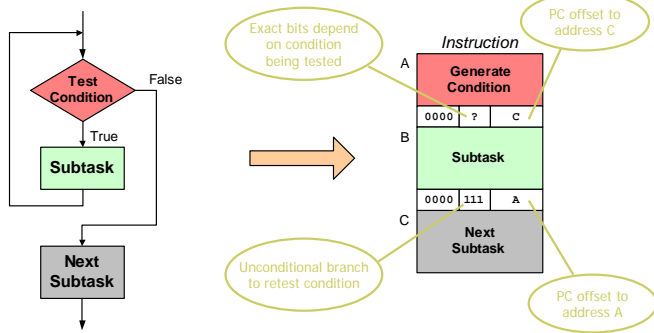 Test
Condition
False
True
Subtask
Next
Subtask
Exact bits depend
on condition
being tested
Instruction
PC offset to
address C
A
Generate
Condition
0000 ? C
B
Subtask
0000 111 A
C
Next
Subtask
Unconditional branch
to retest condition
PC offset to
address A